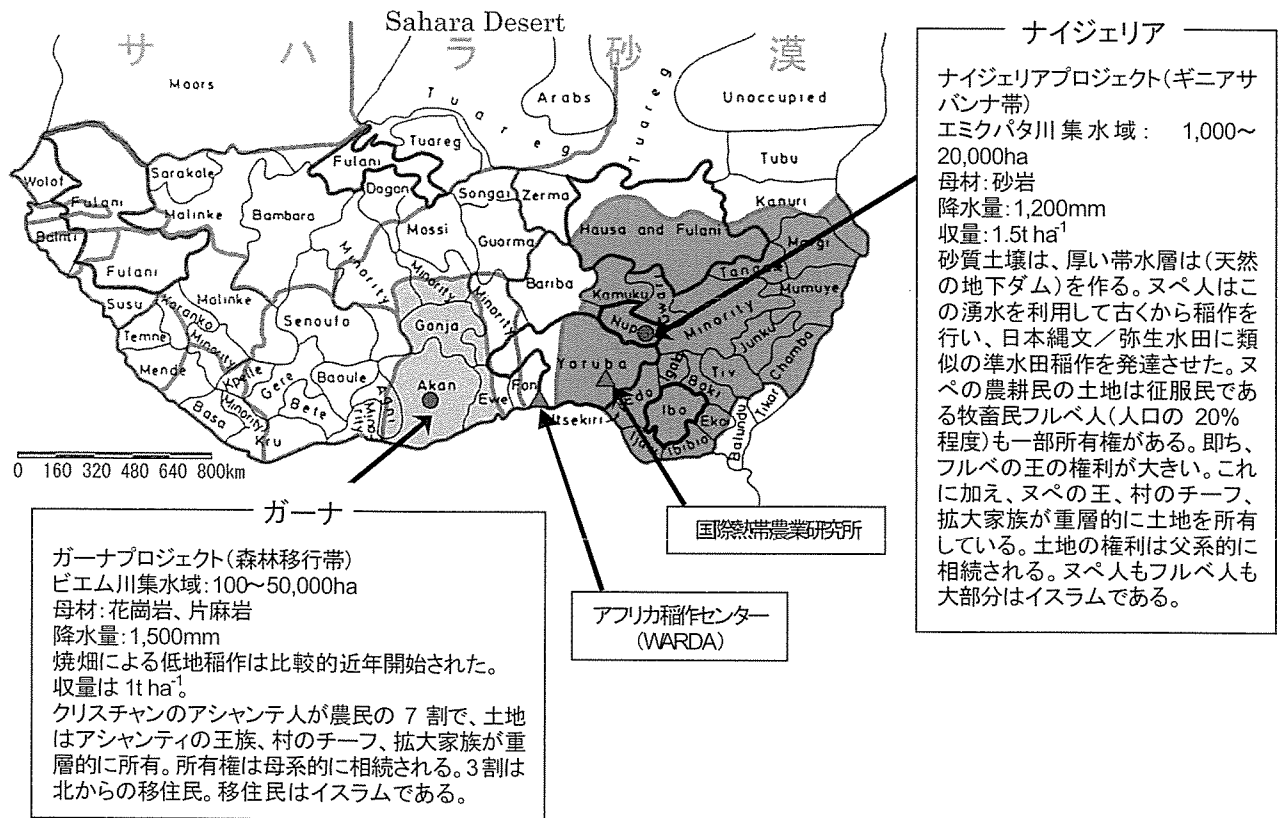 Sahara Desert
サハラ砂漠
Moors
Tuareg
Arabs
Unoccupied
Tuareg
Tuareg
Tubu
Fulani
Wolof
Sarakale
Dagan
Songai
Zerma
Kanuri
Fulani
Malinke
Bambara
Mossi
Hausa and Fulani
Margi
Guorma
Fulani
Minority
Minority
Minority
Bariba
Tangale
Kamuku
Mumuye
Susu
Malinke
Senoufo
Ganja
Nupe
Minority
Koranko
Junku
Chamba
Temne
Minority
Yoruba
Igala
Tiv
Mende
Kpelle
Gere
Baoule
Akan
Fon
Edo
Baki
Minority
Bete
Agni
Minority
Ewe
Ibo
Tikar
Basa
Kru
Itsekiri
Ijaw
Ibibio
Ekoi
Balundu
0 160 320 480 640 800km
ナイジェリア
ナイジェリアプロジェクト(ギニアサ
バンナ帯)
エミクパタ川集水域: 1,000~
20,000ha
母材:砂岩
降水量:1,200mm
収量:1.5t ha⁻¹
砂質土壌は、厚い帯水層は(天然
の地下ダム)を作る。ヌペ人はこ
の湧水を利用して古くから稲作を
行い、日本縄文/弥生水田に類
似の準水田稲作を発達させた。ヌ
ペの農耕民の土地は征服民であ
る牧畜民フルベ人(人口の 20%
程度)も一部所有権がある。即ち、
フルベの王の権利が大きい。これ
に加え、ヌペの王、村のチーフ、
拡大家族が重層的に土地を所有
している。土地の権利は父系的に
相続される。ヌペ人もフルベ人も
大部分はイスラムである。
国際熱帯農業研究所
アフリカ稲作センター
(WARDA)
ガーナ
ガーナプロジェクト(森林移行帯)
ビエム川集水域:100~50,000ha
母材:花崗岩、片麻岩
降水量:1,500mm
焼畑による低地稲作は比較的近年開始された。
収量は 1t ha⁻¹。
クリスチャンのアシャンテ人が農民の 7 割で、土地
はアシャンティの王族、村のチーフ、拡大家族が重
層的に所有。所有権は母系的に相続される。3割は
北からの移住民。移住民はイスラムである。